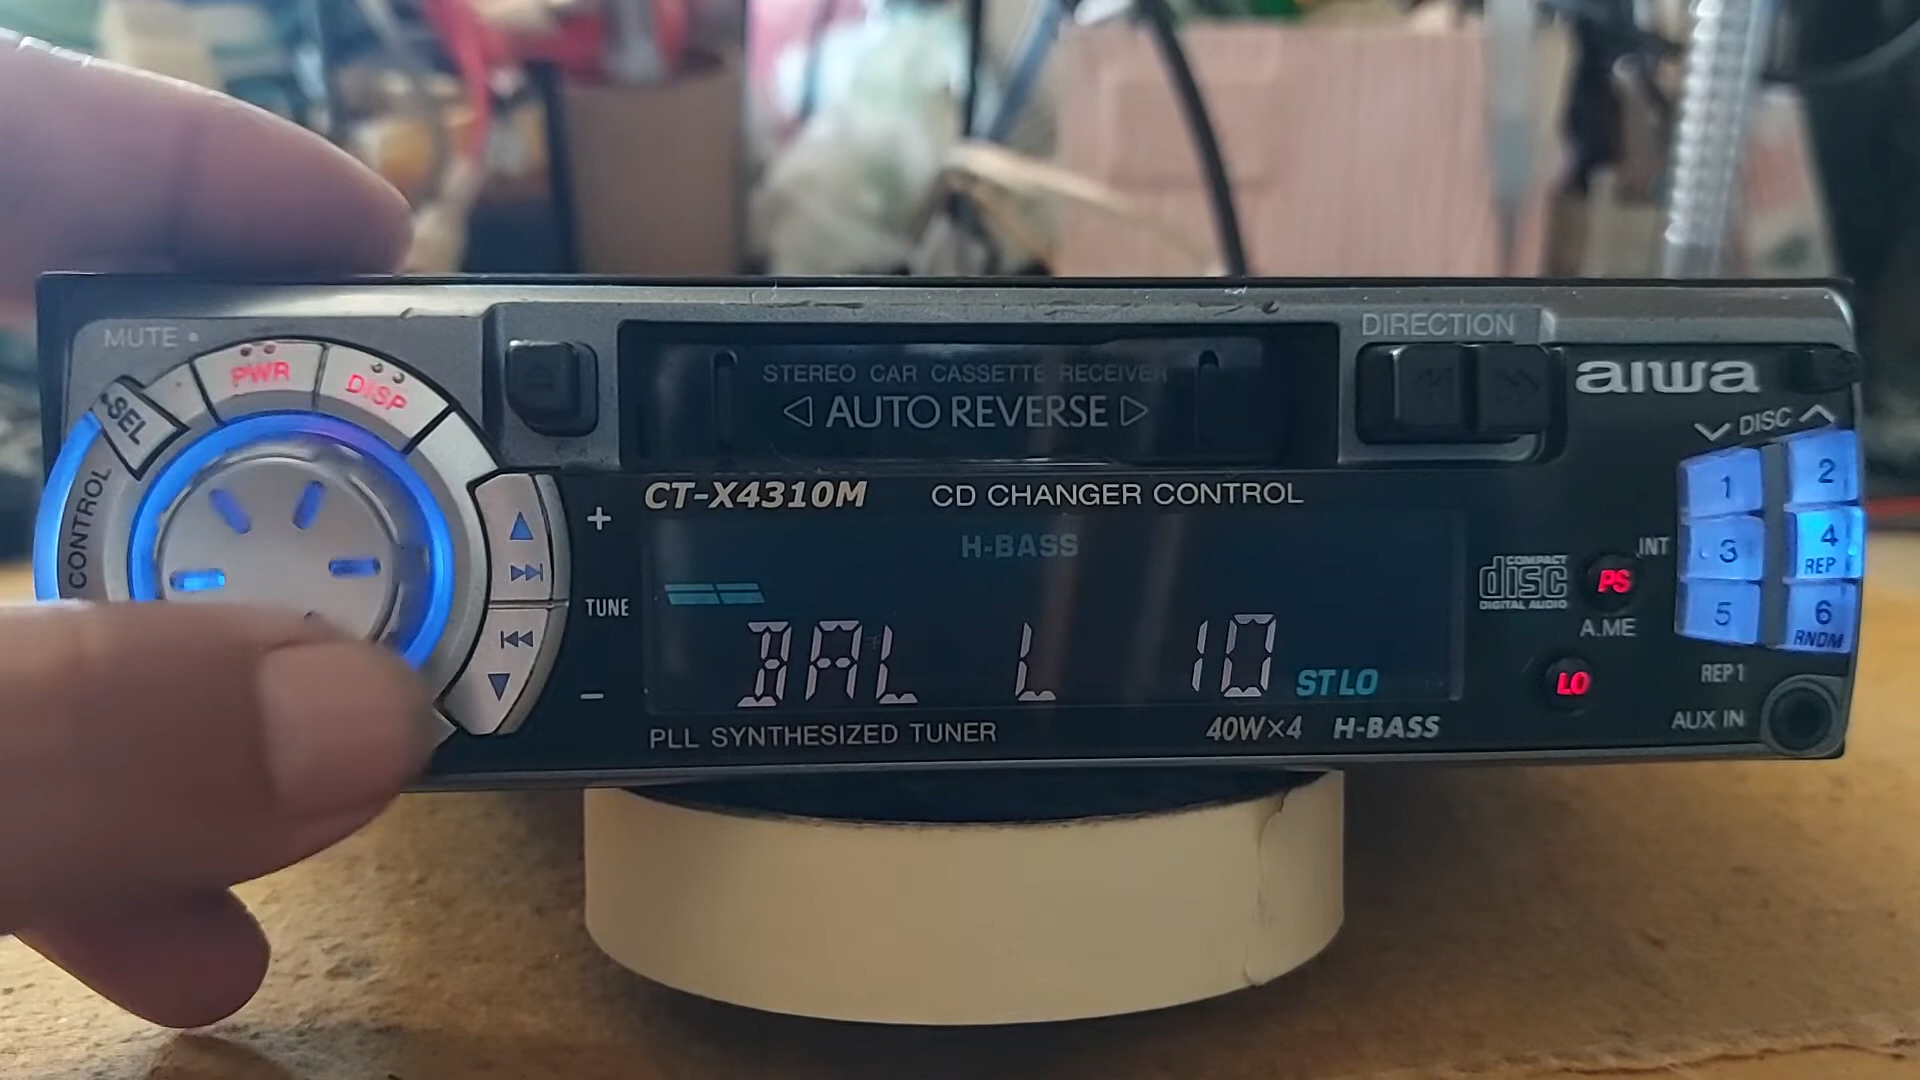 MUTE
PWR
DISP
SEL
CONTROL
STEREO CAR CASSETTE RECEIVER
AUTO REVERSE
DIRECTION
aiwa
DISC
CT-X4310M
CD CHANGER CONTROL
+
TUNE
−
H-BASS
BAL L 10
ST LO
PLL SYNTHESIZED TUNER
40W×4 H-BASS
COMPACT
disc
DIGITAL AUDIO
INT
PS
A.ME
LO
1
2
3
4
REP
5
6
RNDM
REP 1
AUX IN